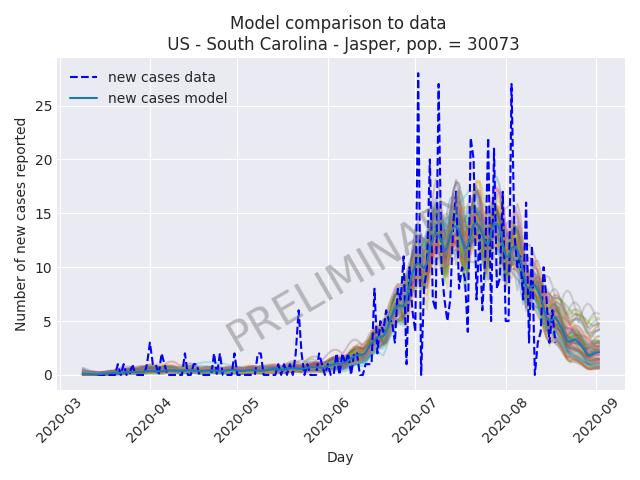 Model comparison to data
US - South Carolina - Jasper, pop. = 30073
new cases data
new cases model
PRELIMINARY
Number of new cases reported
25
20
15
10
5
0
2020-03
2020-04
2020-05
2020-06
2020-07
2020-08
2020-09
Day